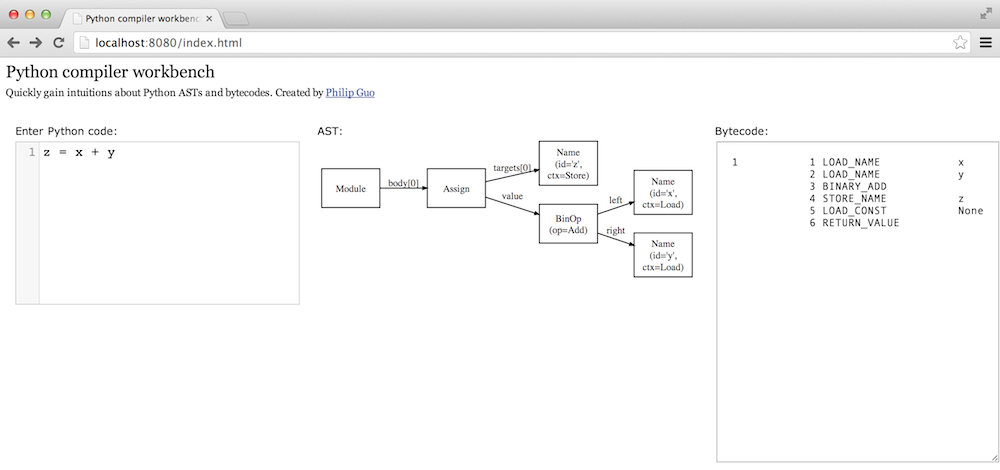 Python compiler workbenc
localhost:8080/index.html
Python compiler workbench
Quickly gain intuitions about Python ASTs and bytecodes. Created by Philip Guo
Enter Python code:
1 z = x + y
AST:
Module
body[0]
Assign
targets[0]
Name
(id='z',
ctx=Store)
value
BinOp
(op=Add)
left
Name
(id='x',
ctx=Load)
right
Name
(id='y',
ctx=Load)
Bytecode:
1 1 LOAD_NAME x
2 LOAD_NAME y
3 BINARY_ADD
4 STORE_NAME z
5 LOAD_CONST None
6 RETURN_VALUE